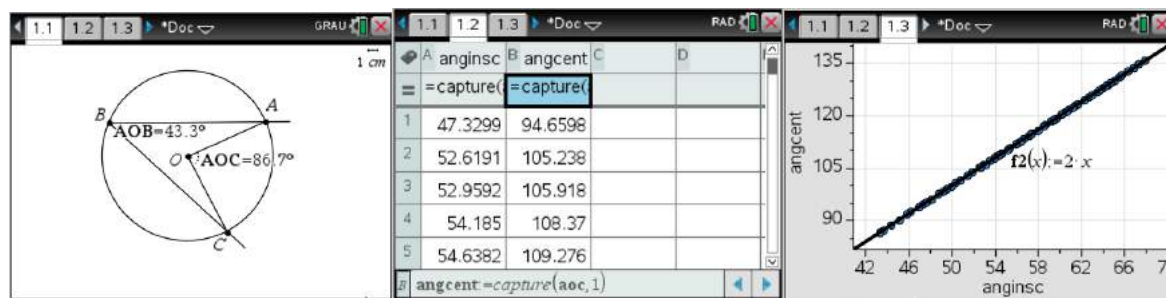 1.1 1.2 1.3 *Doc GRAU
1 cm
B
A
AOB=43.3°
O AOC=86.7°
C
1.1 1.2 1.3 *Doc RAD
A anginsc B angcent C D
= =capture( =capture(
1 47.3299 94.6598
2 52.6191 105.238
3 52.9592 105.918
4 54.185 108.37
5 54.6382 109.276
B angcent:=capture(aoc,1)
1.1 1.2 1.3 *Doc RAD
135
120
105
90
angcent
f2(x):=2·x
42 46 50 54 58 62 66 7
anginsc